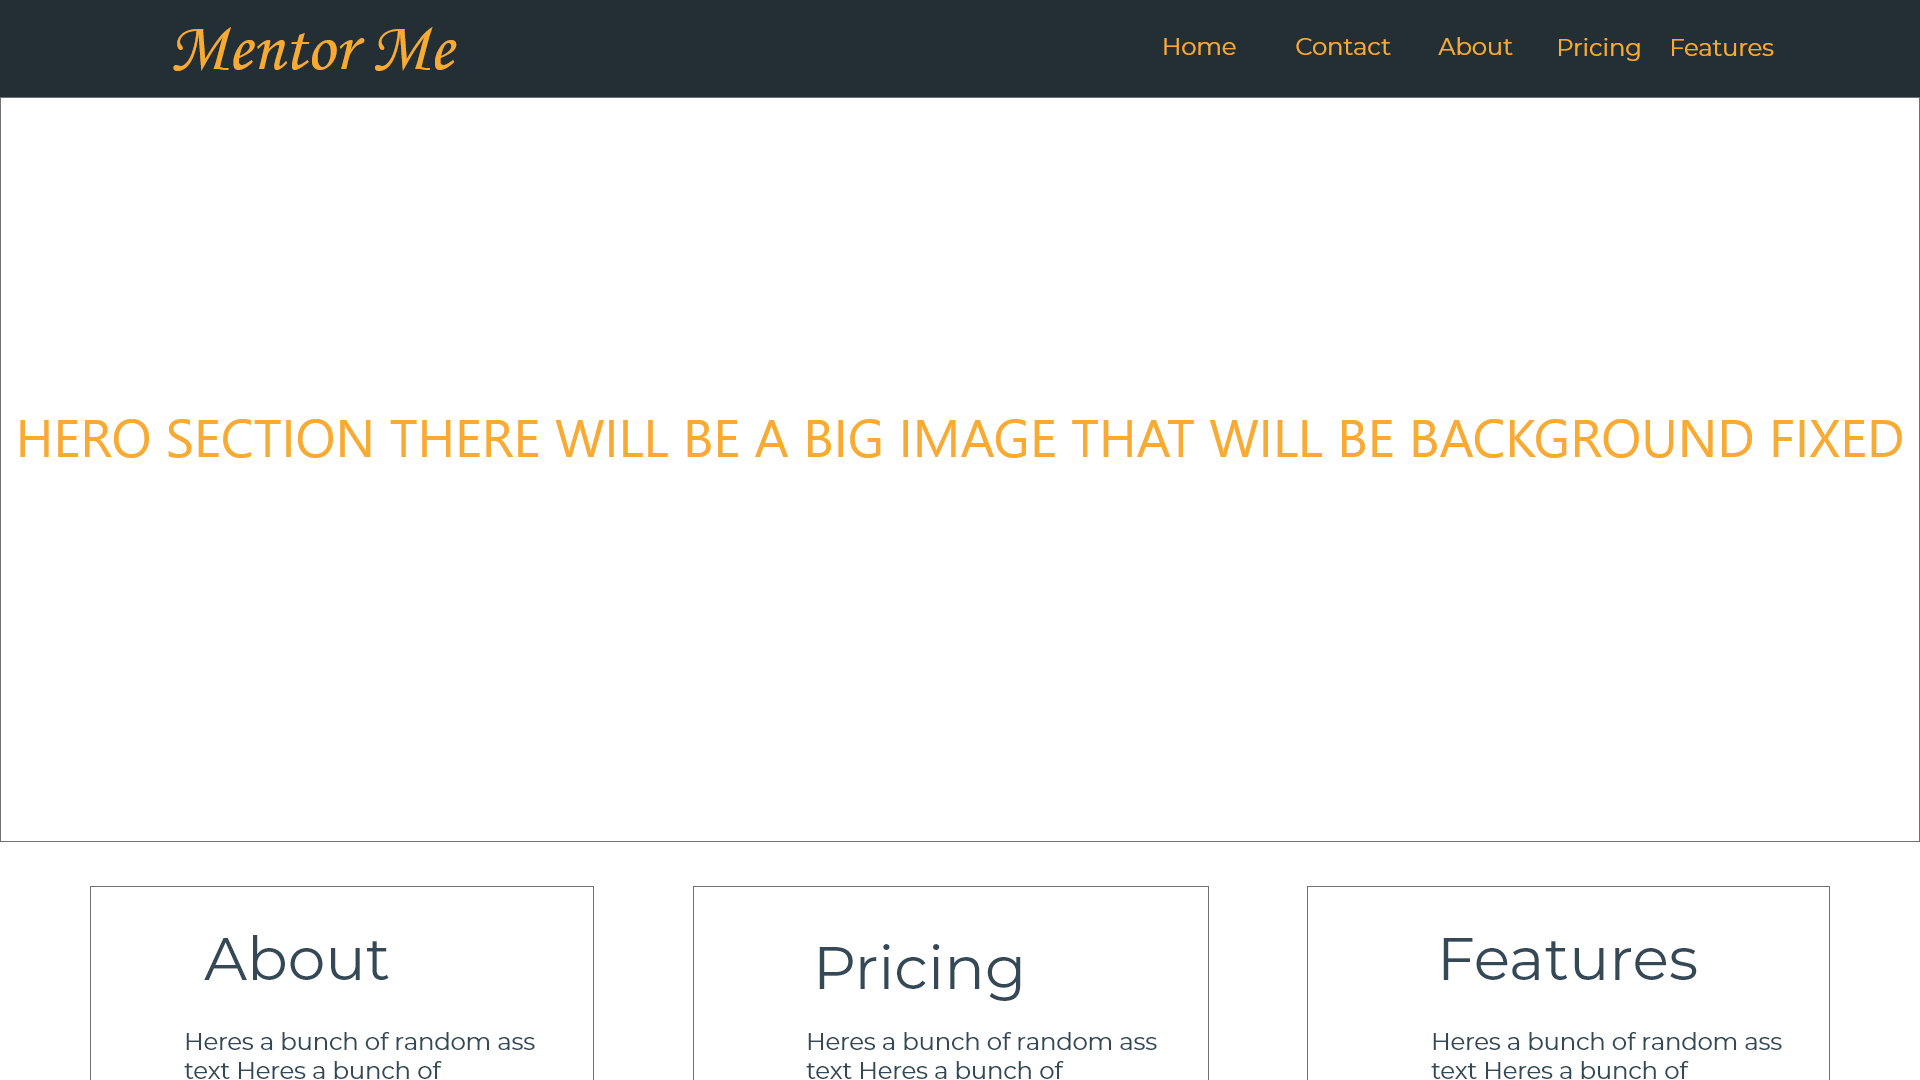 Mentor Me
Home Contact About Pricing Features
HERO SECTION THERE WILL BE A BIG IMAGE THAT WILL BE BACKGROUND FIXED
About
Heres a bunch of random ass
text Heres a bunch of
Pricing
Heres a bunch of random ass
text Heres a bunch of
Features
Heres a bunch of random ass
text Heres a bunch of